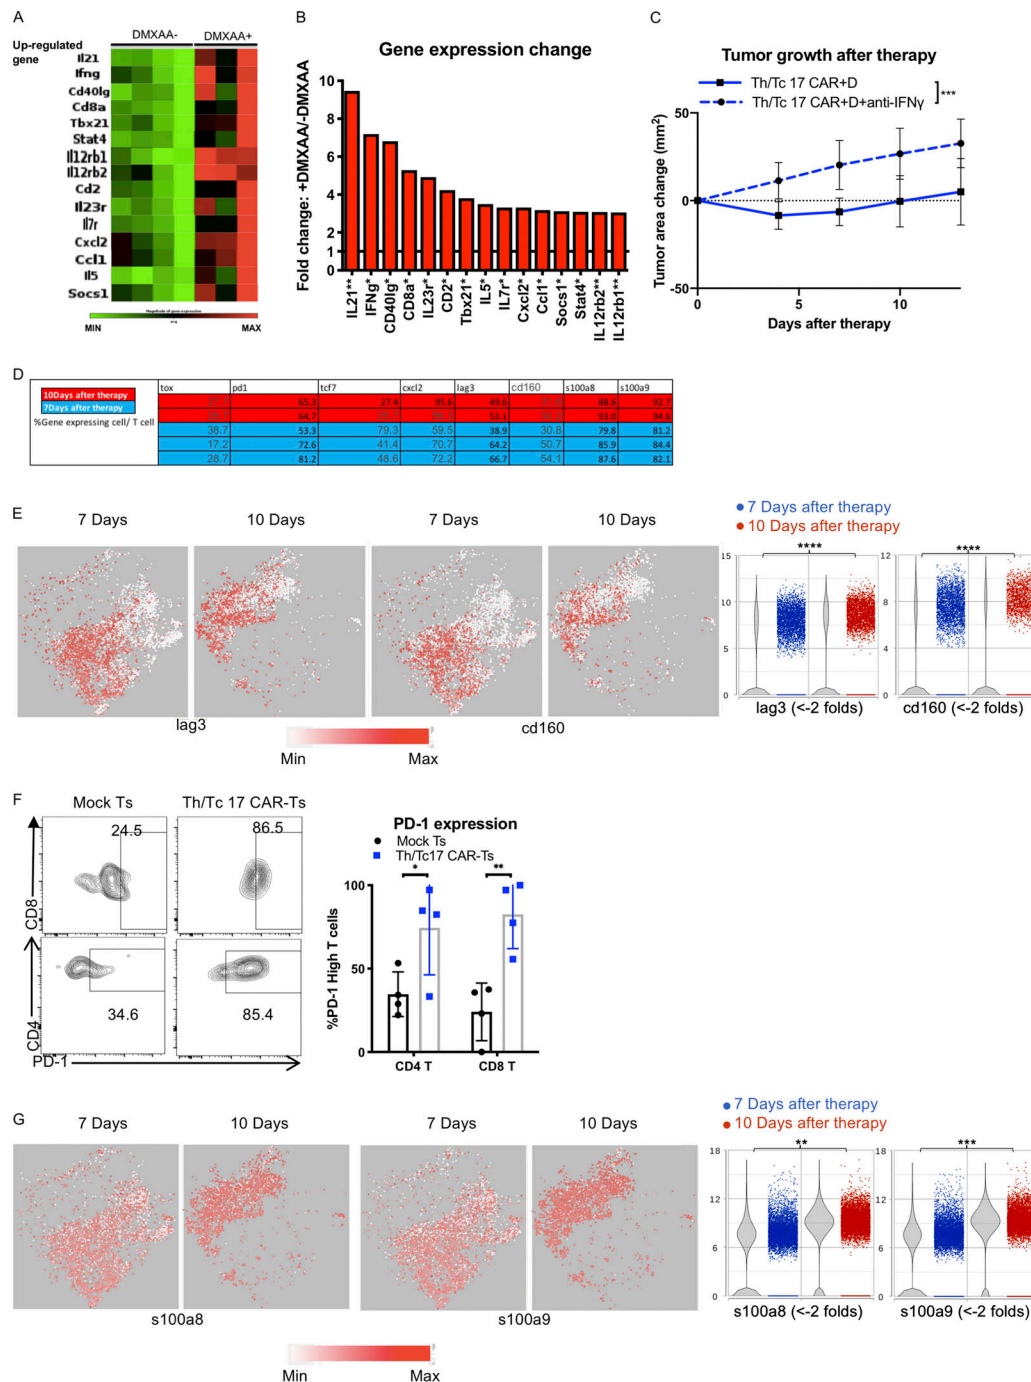 A
DMXAA-
DMXAA+
Up-regulated
gene
Il21
Ifng
Cd40lg
Cd8a
Tbx21
Stat4
Il12rb1
Il12rb2
Cd2
Il23r
Il7r
Cxcl2
Ccl1
Il5
Socs1
Magnitude of gene expression
MIN
MAX
B
Gene expression change
Fold change: +DMXAA/-DMXAA
10
8
6
4
2
1
0
IL21**
IFNg*
CD40lg*
CD8a*
IL23r*
CD2*
Tbx21*
IL5*
IL7r*
Cxcl2*
Ccl1*
Socs1*
Stat4*
IL12rb2**
IL12rb1**
C
Tumor growth after therapy
Th/Tc 17 CAR+D
Th/Tc 17 CAR+D+anti-IFNγ
***
Tumor area change (mm²)
50
0
-50
0
5
10
Days after therapy
D
10Days after therapy
7Days after therapy
%Gene expressing cell/ T cell
tox pd1 tcf7 cxcl2 lag3 cd160 s100a8 s100a9
65.3 27.4 95.6 49.6 88.6 92.7
64.7 53.1 93.0 94.6
38.7 53.3 79.3 59.5 38.9 30.8 79.8 81.2
17.2 72.6 41.4 70.7 64.2 50.7 85.9 84.4
28.7 81.2 48.6 72.2 66.7 54.1 87.6 82.1
E
7 Days
10 Days
7 Days
10 Days
lag3
cd160
Min
Max
7 Days after therapy
10 Days after therapy
****
****
15
10
5
0
lag3 (<-2 folds)
12
9
6
3
0
cd160 (<-2 folds)
F
Mock Ts
Th/Tc 17 CAR-Ts
24.5
86.5
CD8
34.6
85.4
CD4
PD-1
PD-1 expression
Mock Ts
Th/Tc17 CAR-Ts
*
**
%PD-1 High T cells
100
50
0
CD4 T
CD8 T
G
7 Days
10 Days
7 Days
10 Days
s100a8
s100a9
Min
Max
7 Days after therapy
10 Days after therapy
**
***
18
12
6
0
s100a8 (<-2 folds)
18
12
6
0
s100a9 (<-2 folds)